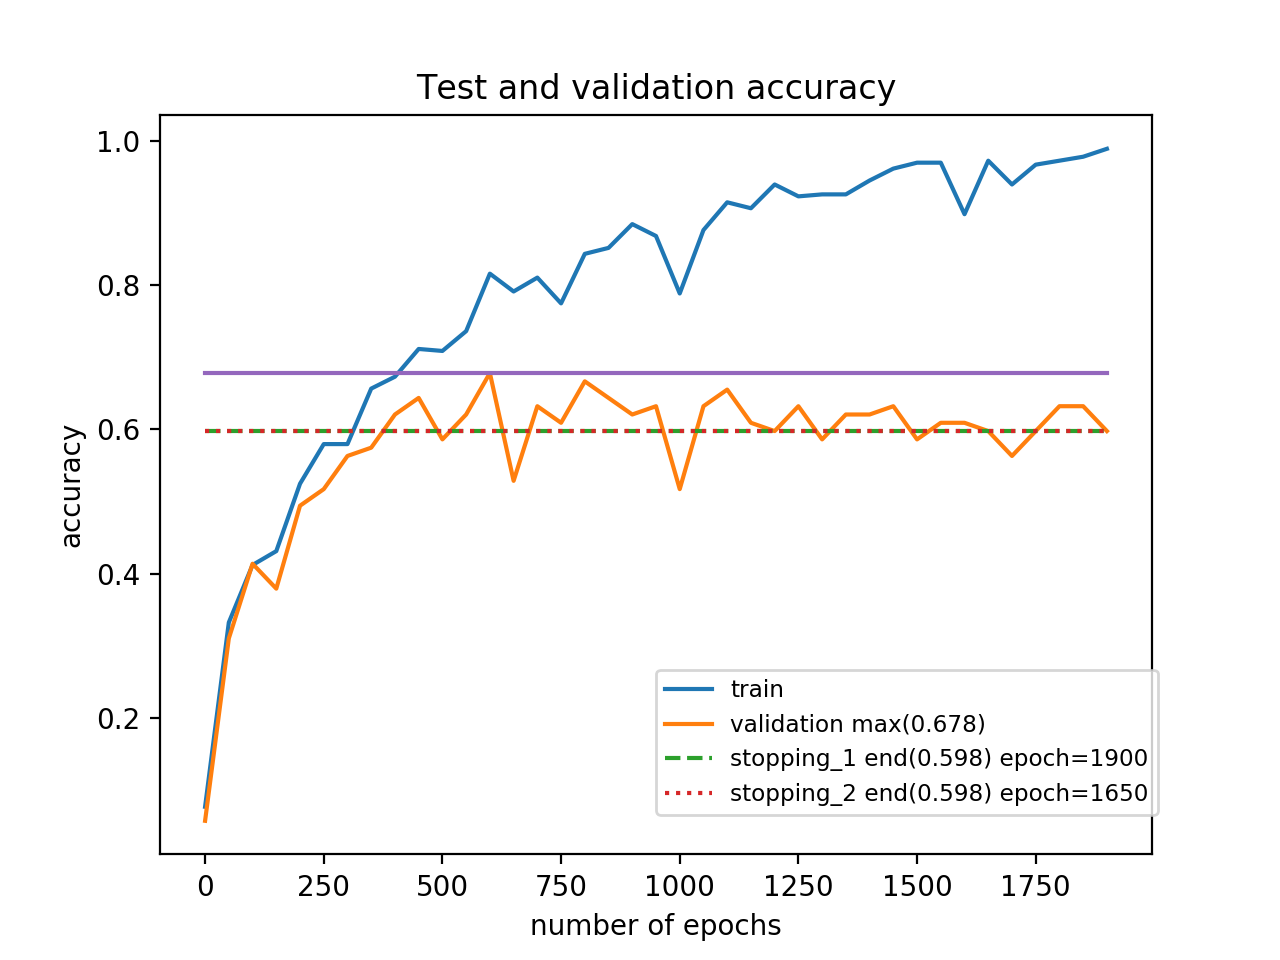 Test and validation accuracy
1.0
0.8
0.6
0.4
0.2
accuracy
train
validation max(0.678)
stopping_1 end(0.598) epoch=1900
stopping_2 end(0.598) epoch=1650
0 250 500 750 1000 1250 1500 1750
number of epochs